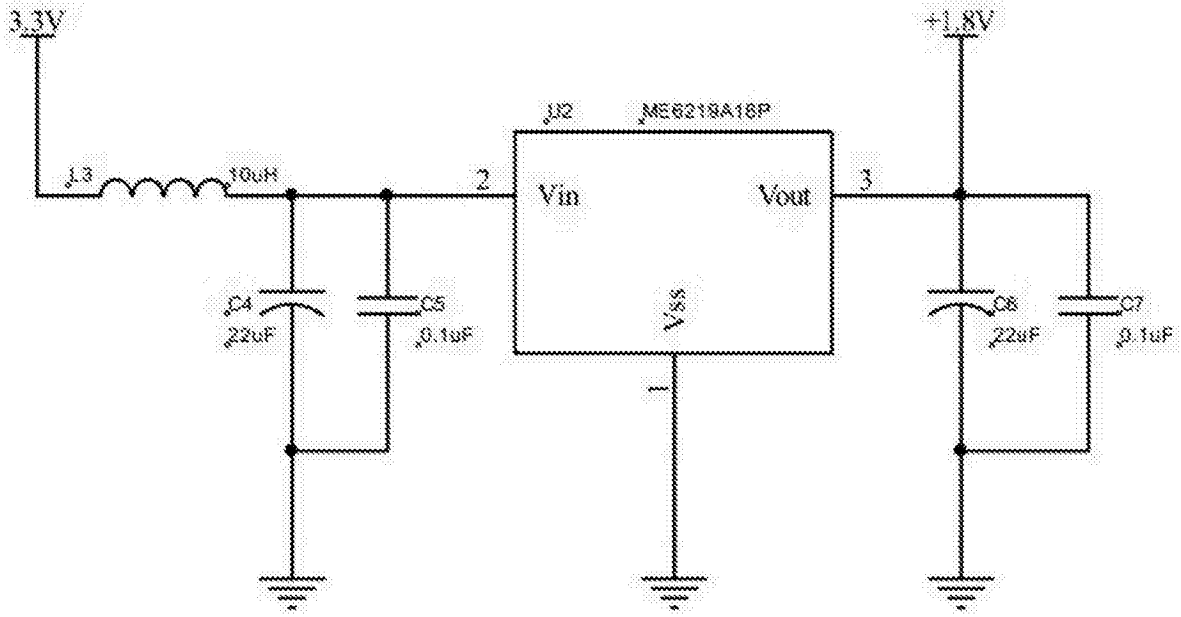 3.3V
+1.8V
U2
ME6219A18P
L3
10uH
2
Vin
Vout
3
Vss
1
C4
22uF
C5
0.1uF
C6
22uF
C7
0.1uF